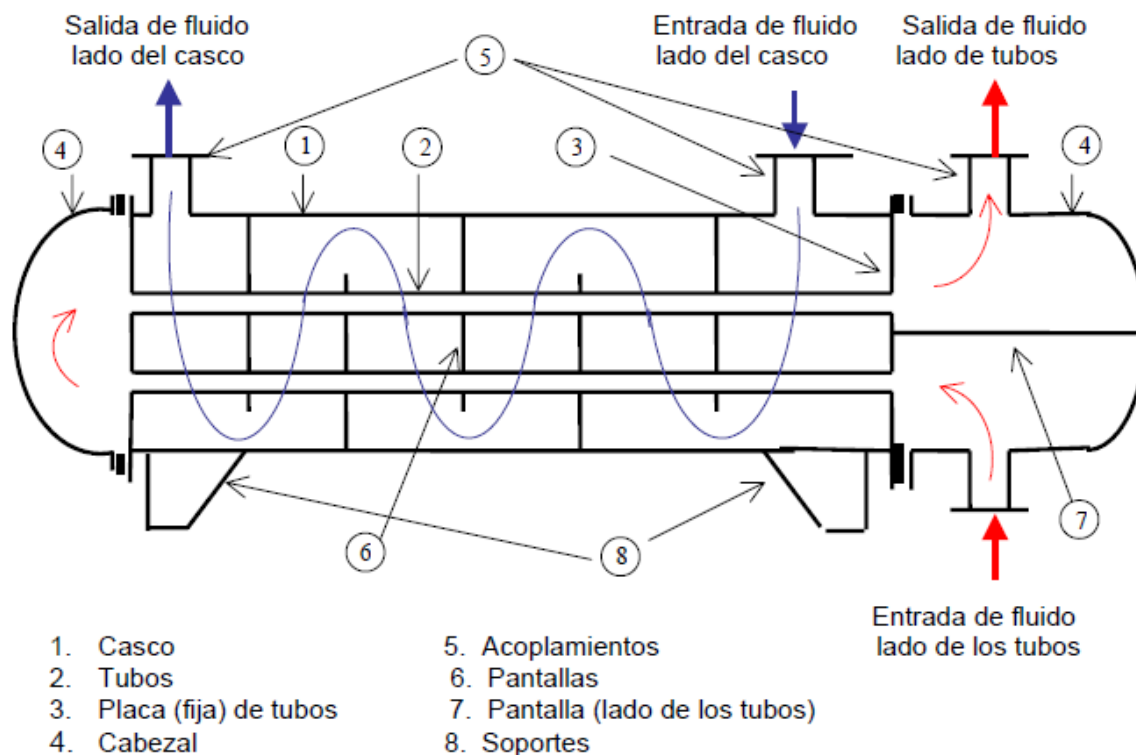 Salida de fluido
lado del casco
Entrada de fluido
lado del casco
Salida de fluido
lado de tubos
5
4
1
2
3
4
6
8
7
Entrada de fluido
lado de los tubos
1. Casco
2. Tubos
3. Placa (fija) de tubos
4. Cabezal
5. Acoplamientos
6. Pantallas
7. Pantalla (lado de los tubos)
8. Soportes